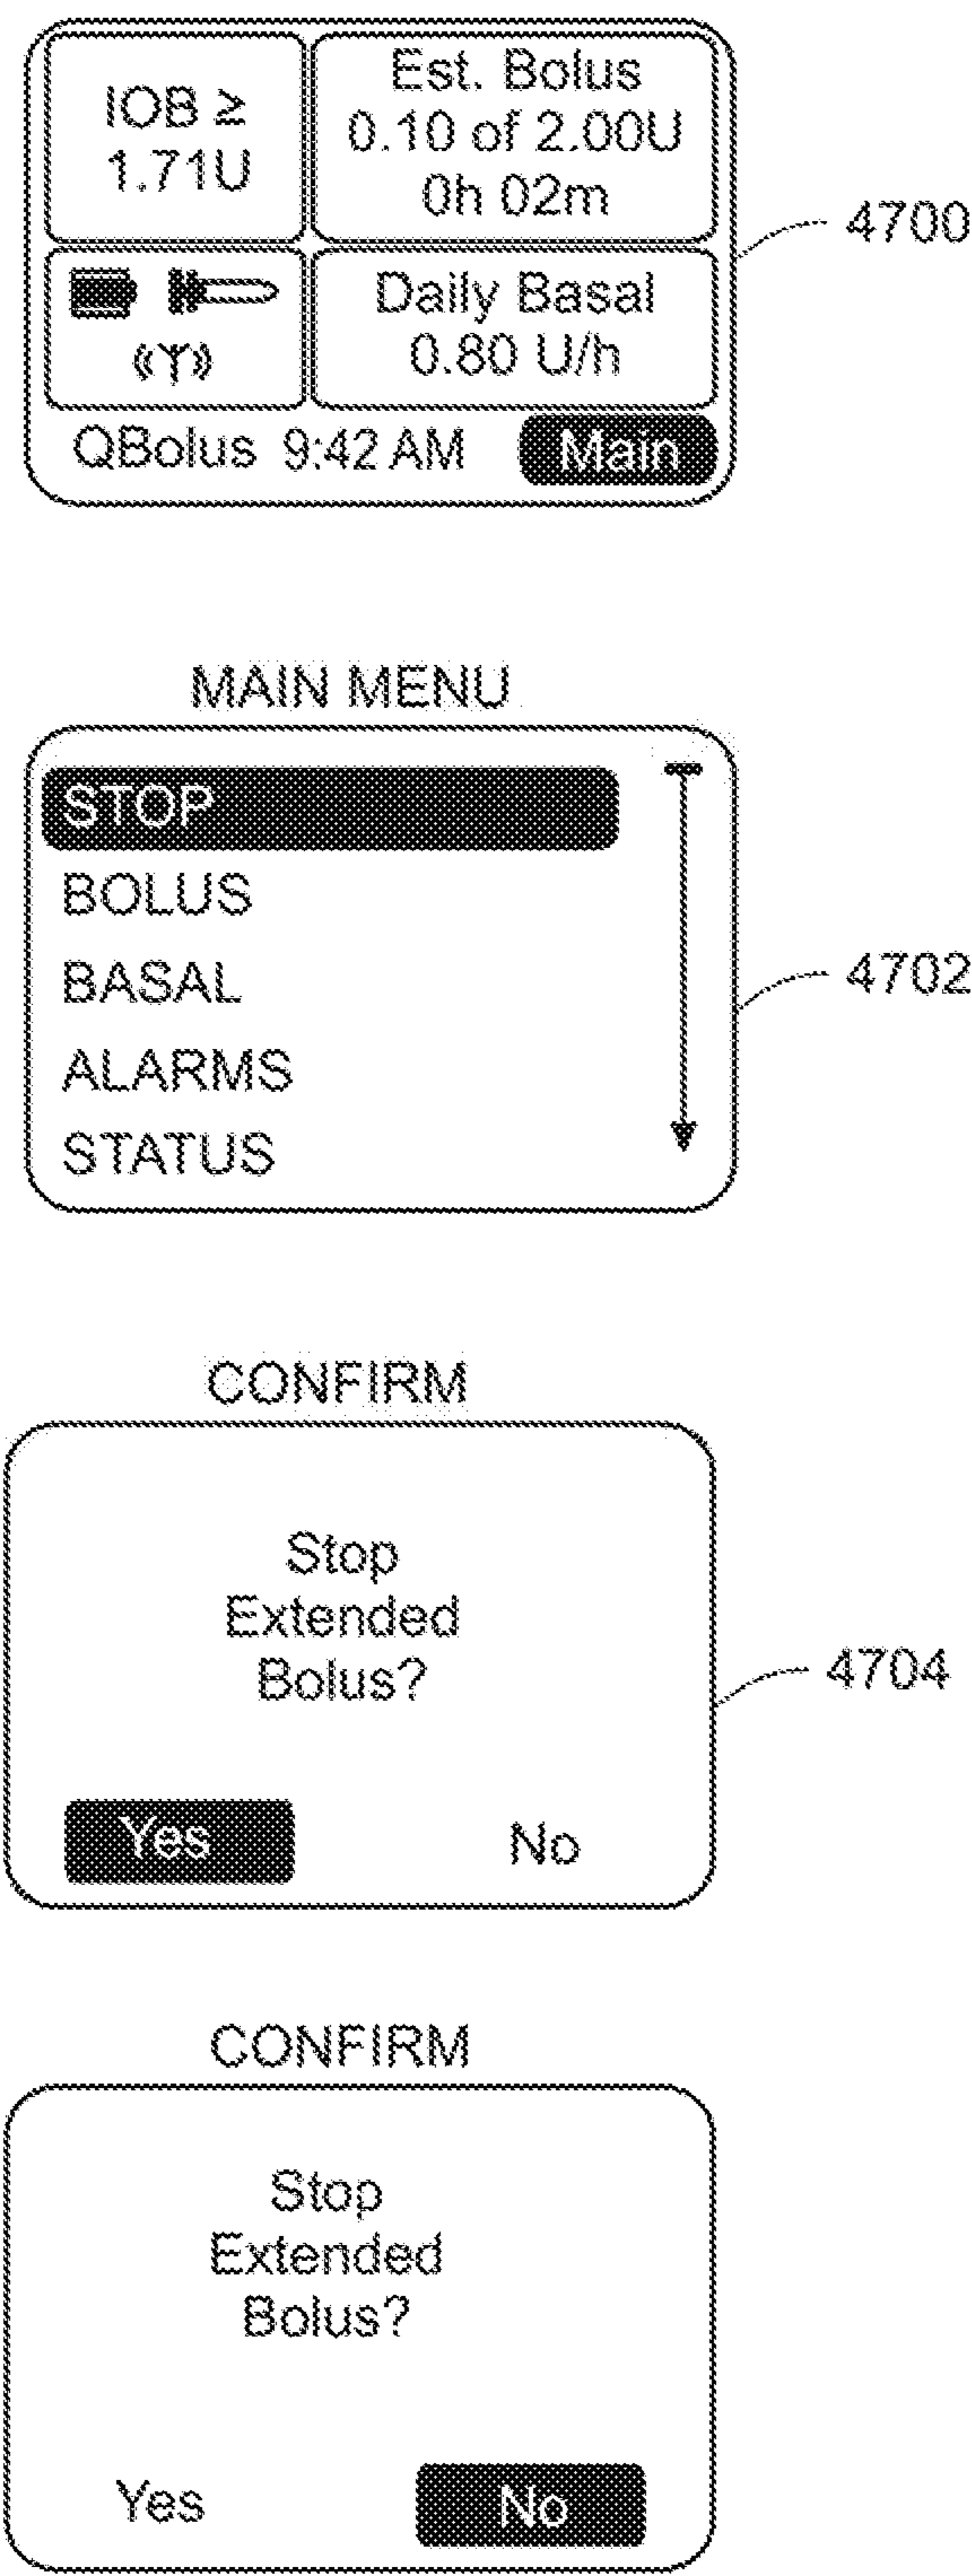 IOB ≥
1.71U
Est. Bolus
0.10 of 2.00U
0h 02m
4700
Daily Basal
0.80 U/h
QBolus 9:42 AM Main
MAIN MENU
STOP
BOLUS
BASAL
4702
ALARMS
STATUS
CONFIRM
Stop
Extended
Bolus?
4704
Yes No
CONFIRM
Stop
Extended
Bolus?
Yes No